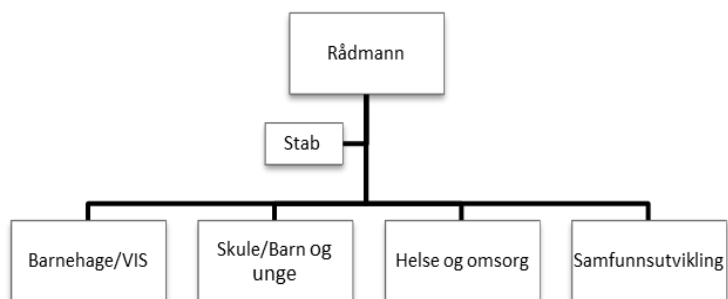 Rådmann
Stab
Barnehage/VIS
Skule/Barn og
unge
Helse og omsorg
Samfunnsutvikling